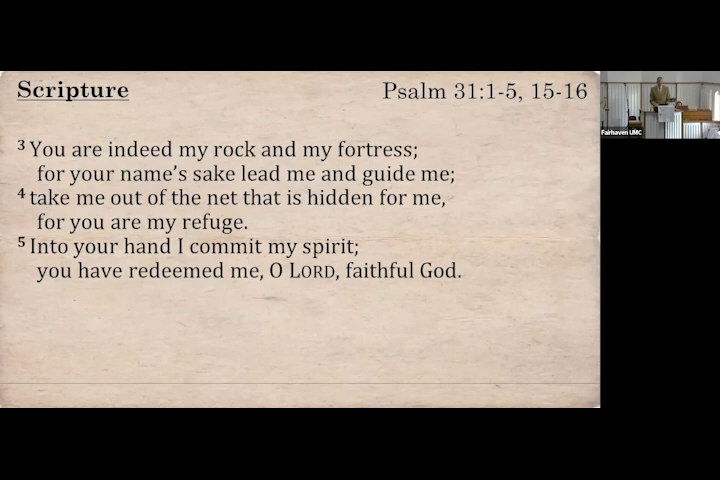 Scripture Psalm 31:1-5, 15-16
3 You are indeed my rock and my fortress;
for your name’s sake lead me and guide me;
4 take me out of the net that is hidden for me,
for you are my refuge.
5 Into your hand I commit my spirit;
you have redeemed me, O LORD, faithful God.
Fairhaven UMC